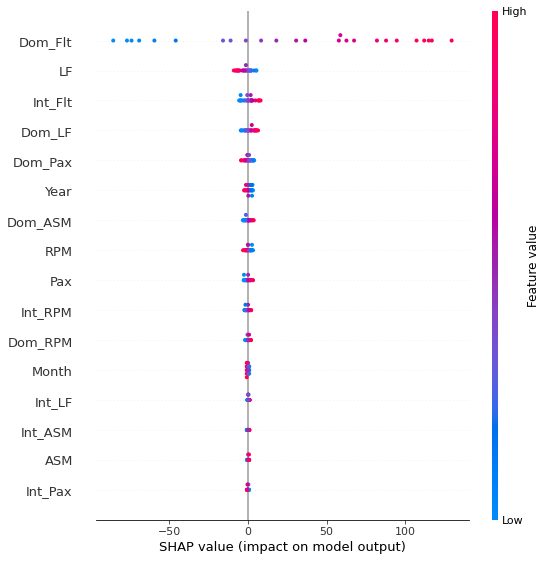 High
Dom_Flt
LF
Int_Flt
Dom_LF
Dom_Pax
Year
Dom_ASM
RPM
Pax
Int_RPM
Dom_RPM
Month
Int_LF
Int_ASM
ASM
Int_Pax
Feature value
Low
−50 0 50 100
SHAP value (impact on model output)